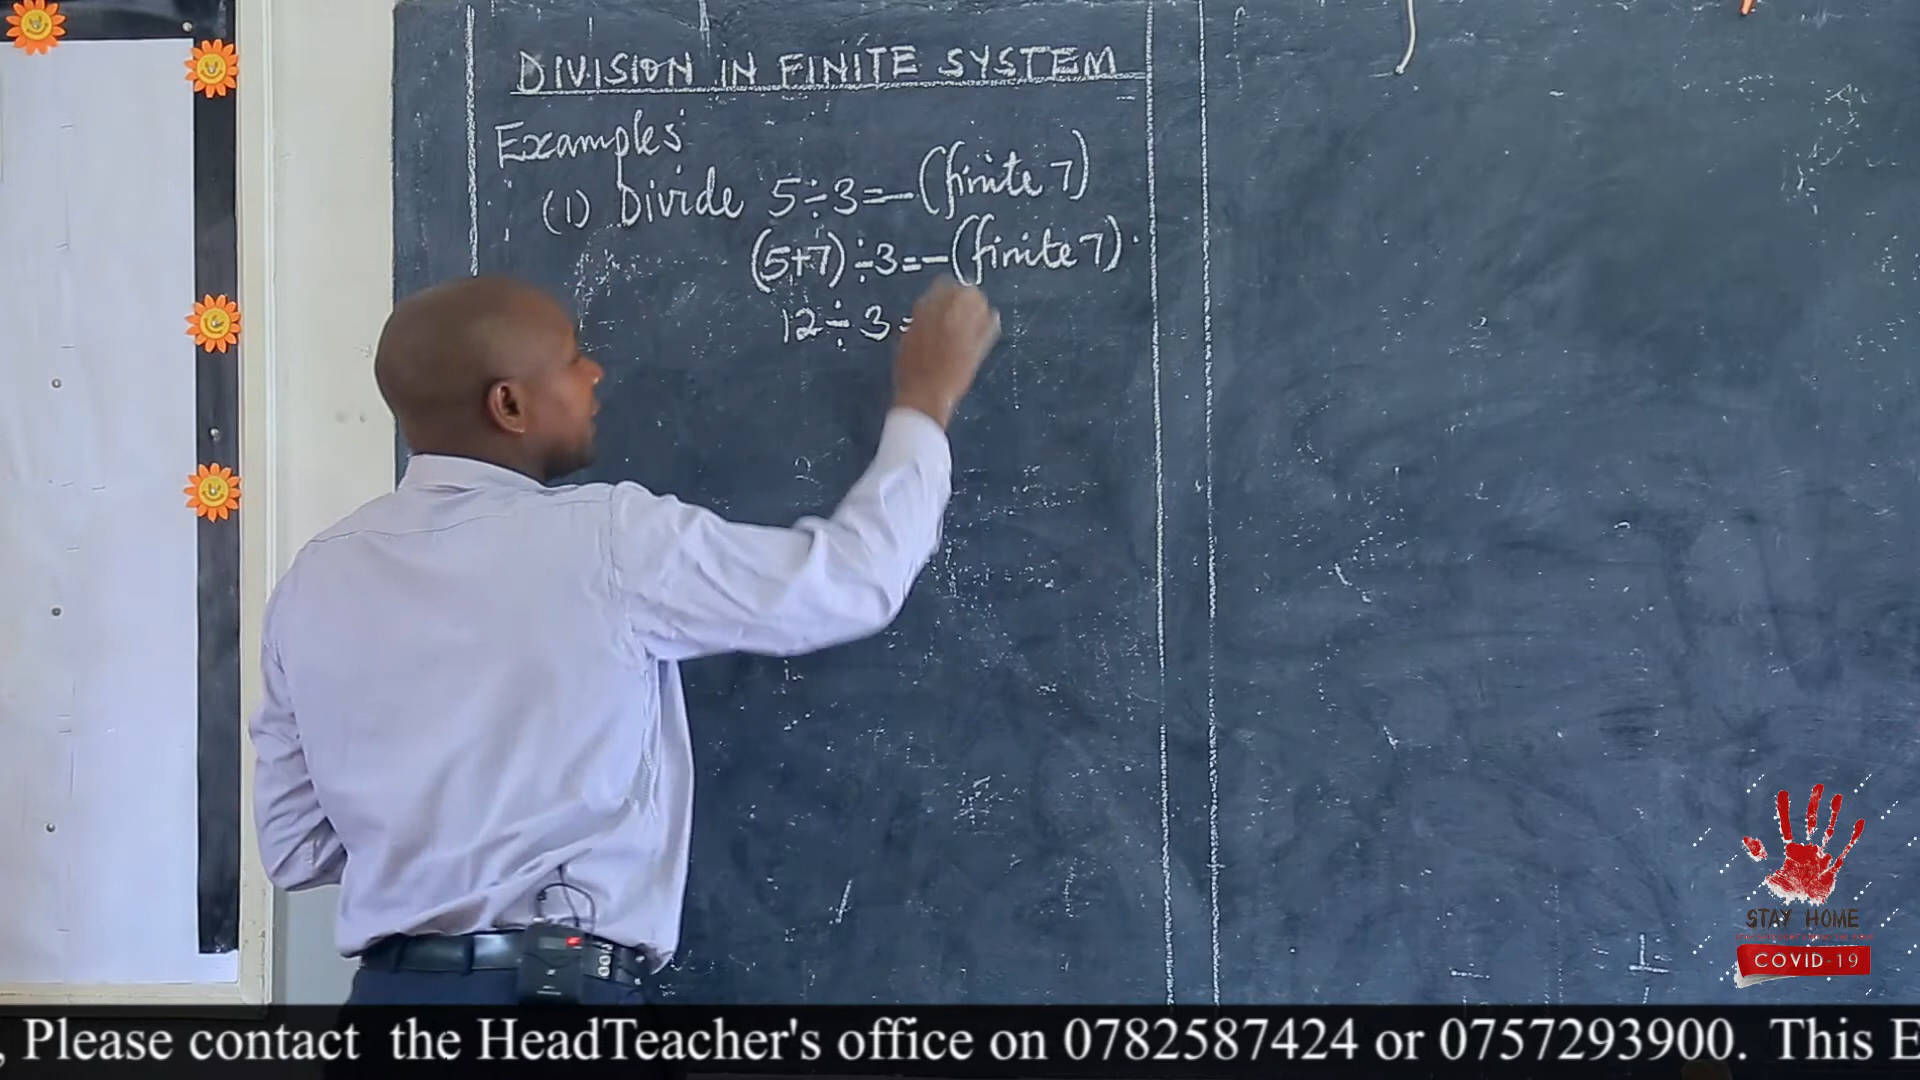 DIVISION IN FINITE SYSTEM
Examples
(1) Divide 5÷3=—(finite 7)
(5+7)÷3=—(finite 7)
12÷3=
STAY HOME
COVID-19
, Please contact the HeadTeacher's office on 0782587424 or 0757293900. This E